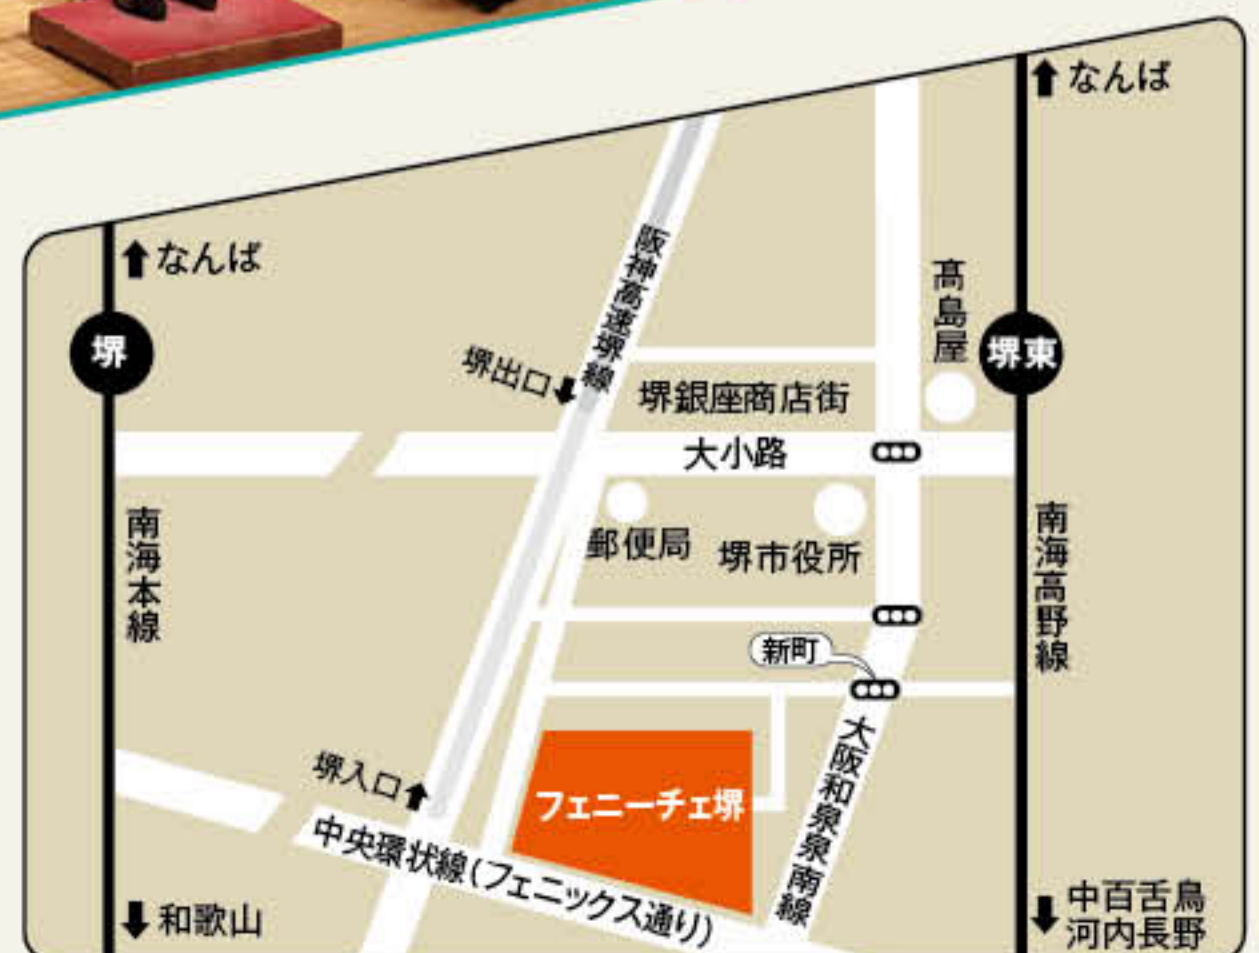 なんば
なんば
堺
堺東
髙島屋
阪神高速堺線
堺出口
堺銀座商店街
大小路
郵便局
堺市役所
南海本線
南海高野線
新町
大阪和泉泉南線
堺入口
フェニーチェ堺
中央環状線(フェニックス通り)
和歌山
中百舌鳥
河内長野